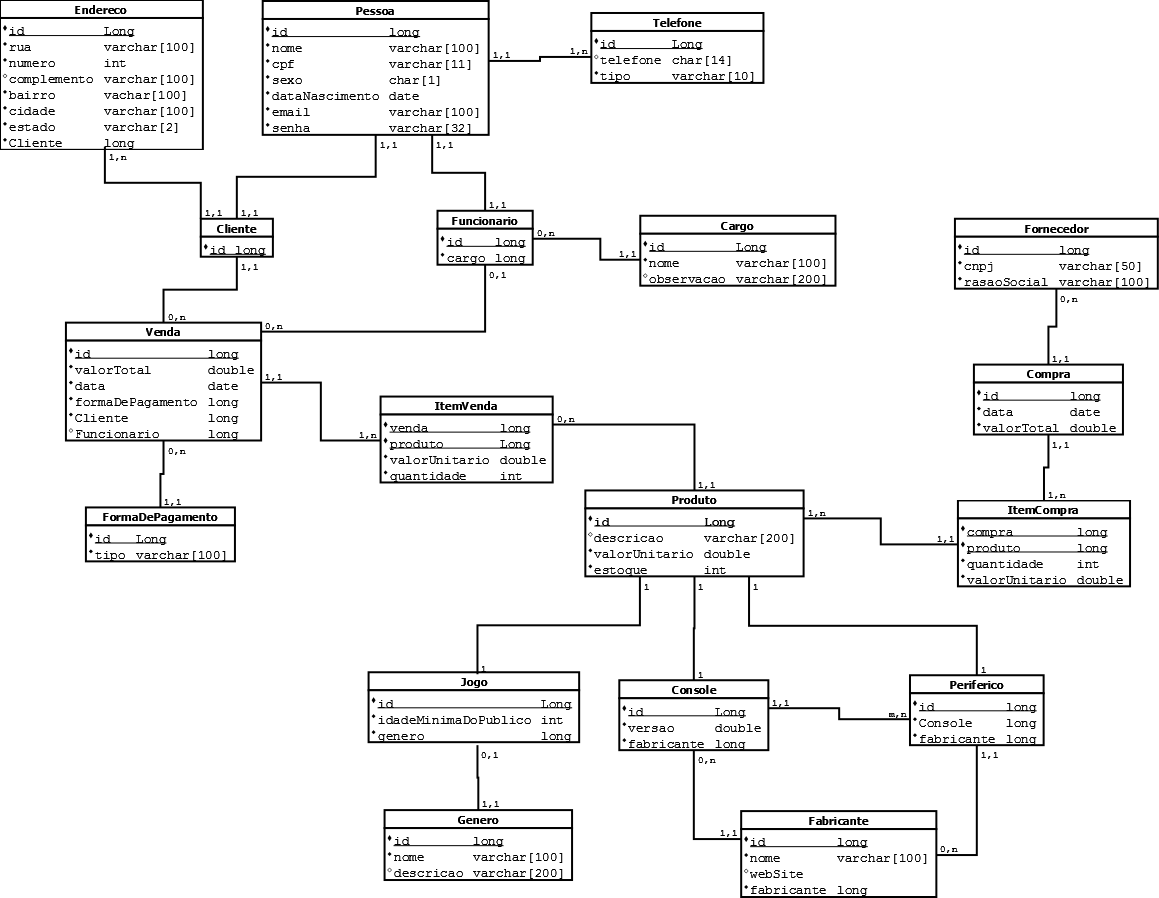 Endereco
id Long
rua varchar[100]
numero int
complemento varchar[100]
bairro vachar[100]
cidade varchar[100]
estado varchar[2]
Cliente long
1,n
Pessoa
id long
nome varchar[100]
cpf varchar[11]
sexo char[1]
dataNascimento date
email varchar[100]
senha varchar[32]
1,1
1,n
1,1
1,1
Telefone
id Long
telefone char[14]
tipo varchar[10]
1,1
1,1
Cliente
id long
1,1
1,1
Funcionario
id long
cargo long
0,n
1,1
0,1
Cargo
id Long
nome varchar[100]
observacao varchar[200]
Fornecedor
id long
cnpj varchar[50]
rasaoSocial varchar[100]
0,n
0,n
0,n
Venda
id long
valorTotal double
data date
formaDePagamento long
Cliente long
Funcionario long
1,1
1,n
0,n
ItemVenda
venda long
produto Long
valorUnitario double
quantidade int
0,n
1,1
1,1
Compra
id long
data date
valorTotal double
1,1
1,n
1,1
FormaDePagamento
id Long
tipo varchar[100]
Produto
id Long
descricao varchar[200]
valorUnitario double
estoque int
1,n
1,1
1
1
1
ItemCompra
compra long
produto long
quantidade int
valorUnitario double
1
Jogo
id Long
idadeMinimaDoPublico int
genero long
0,1
1
Console
id Long
versao double
fabricante long
1,1
m,n
0,n
1
Periferico
id long
Console long
fabricante long
1,1
1,1
Genero
id long
nome varchar[100]
descricao varchar[200]
1,1
Fabricante
id long
nome varchar[100]
webSite
fabricante long
0,n